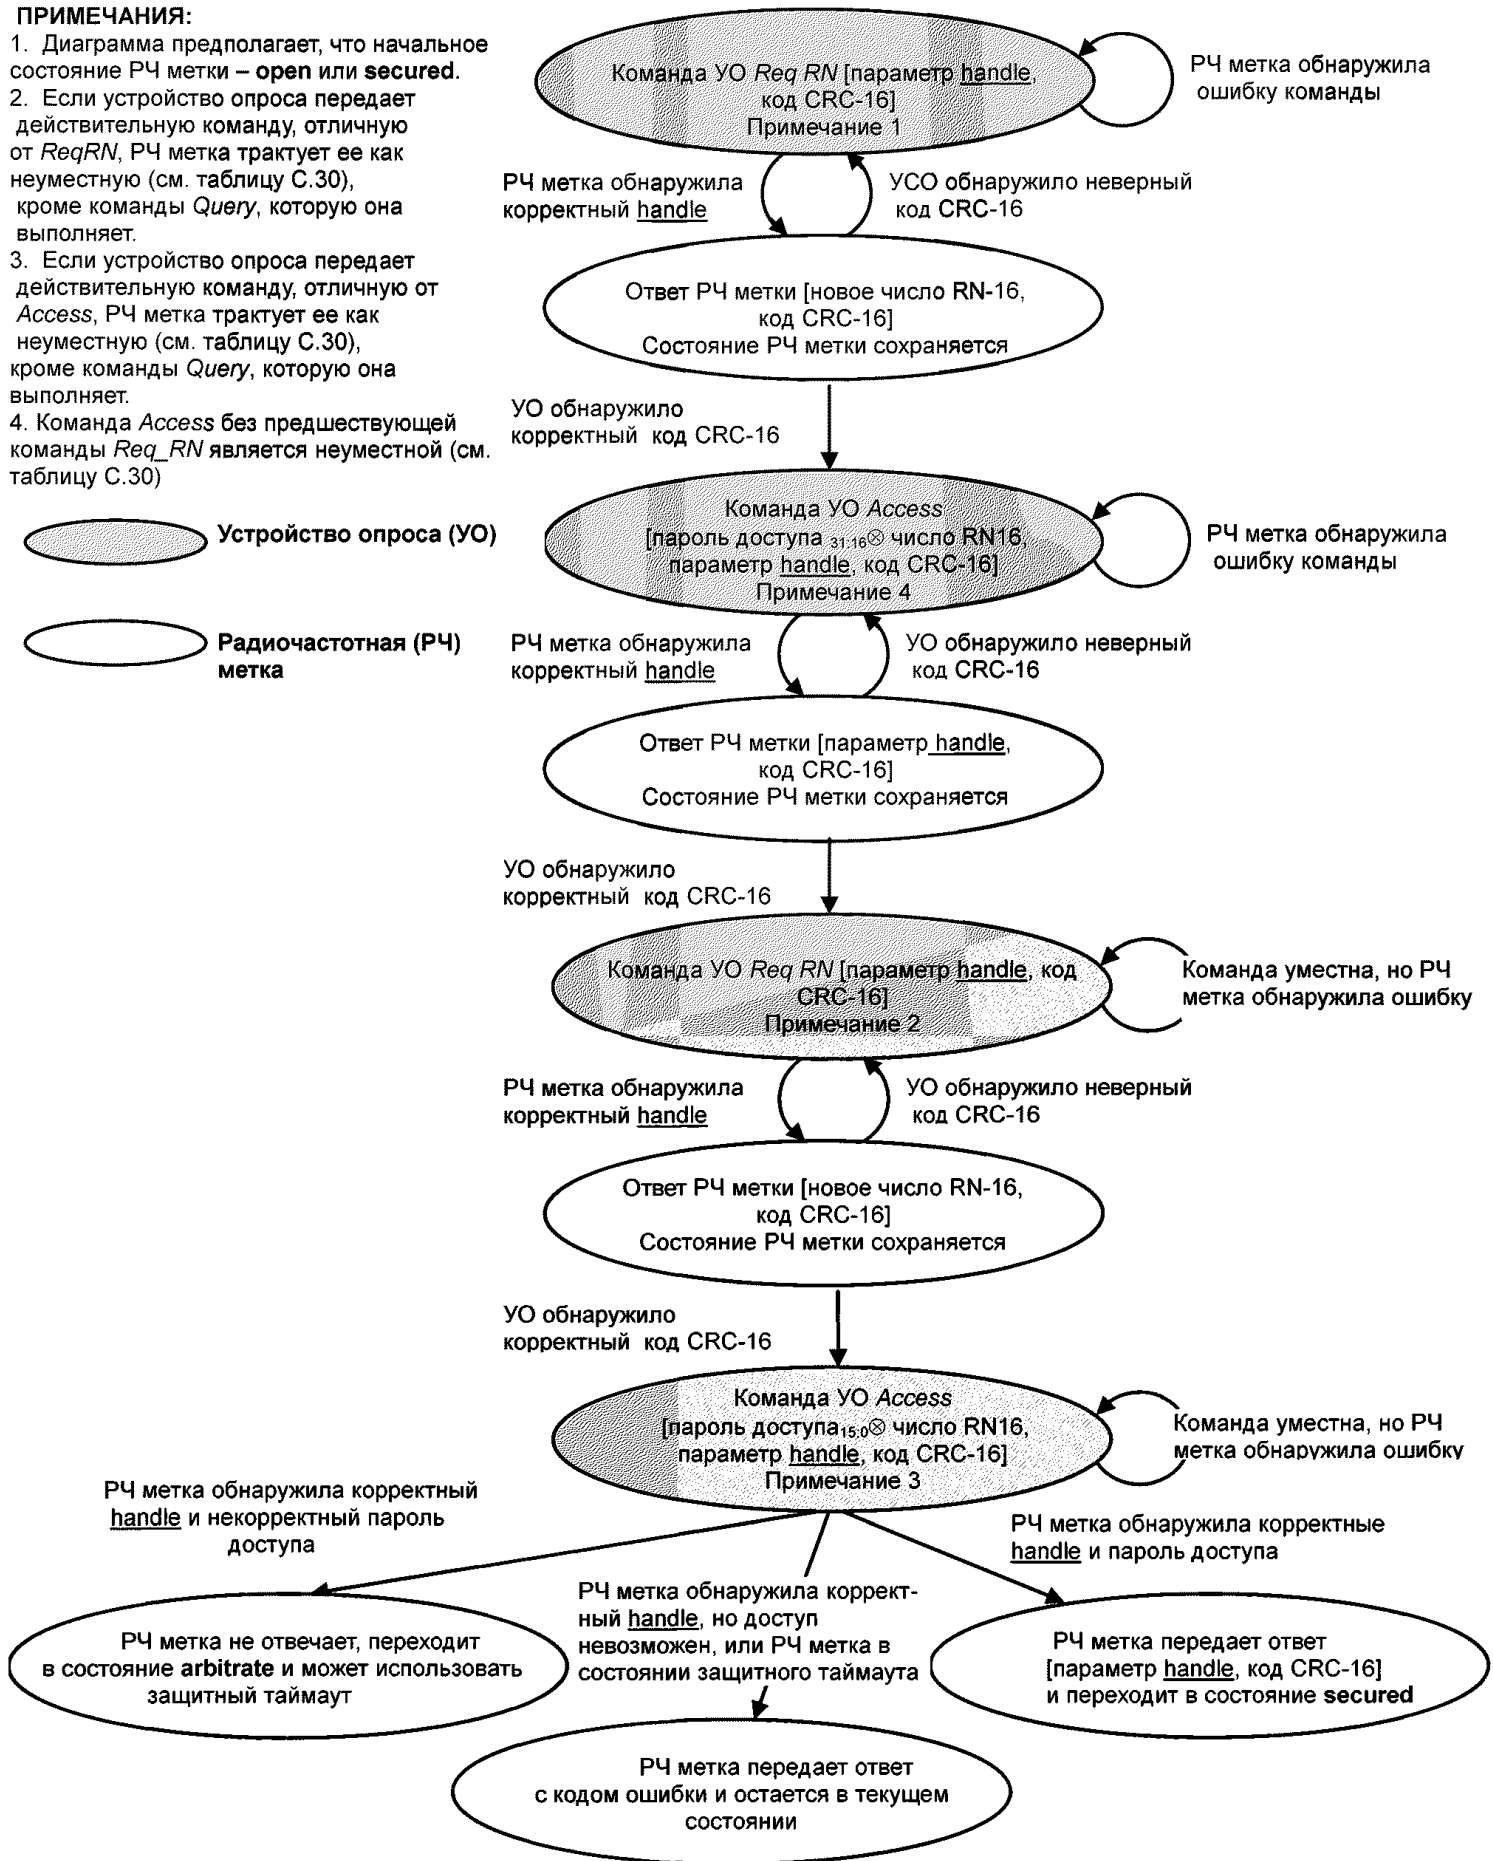 ПРИМЕЧАНИЯ:
1. Диаграмма предполагает, что начальное
состояние РЧ метки – open или secured.
2. Если устройство опроса передает
действительную команду, отличную
от ReqRN, РЧ метка трактует ее как
неуместную (см. таблицу С.30),
кроме команды Query, которую она
выполняет.
3. Если устройство опроса передает
действительную команду, отличную от
Access, РЧ метка трактует ее как
неуместную (см. таблицу С.30),
кроме команды Query, которую она
выполняет.
4. Команда Access без предшествующей
команды Req_RN является неуместной (см.
таблицу С.30)
Устройство опроса (УО)
Радиочастотная (РЧ)
метка
Команда УО Req RN [параметр handle,
код CRC-16]
Примечание 1
РЧ метка обнаружила
ошибку команды
РЧ метка обнаружила
корректный handle
УСО обнаружило неверный
код CRC-16
Ответ РЧ метки [новое число RN-16,
код CRC-16]
Состояние РЧ метки сохраняется
УО обнаружило
корректный код CRC-16
Команда УО Access
[пароль доступа 31:16⊗ число RN16,
параметр handle, код CRC-16]
Примечание 4
РЧ метка обнаружила
ошибку команды
РЧ метка обнаружила
корректный handle
УО обнаружило неверный
код CRC-16
Ответ РЧ метки [параметр handle,
код CRC-16]
Состояние РЧ метки сохраняется
УО обнаружило
корректный код CRC-16
Команда УО Req RN [параметр handle, код
CRC-16]
Примечание 2
Команда уместна, но РЧ
метка обнаружила ошибку
РЧ метка обнаружила
корректный handle
УО обнаружило неверный
код CRC-16
Ответ РЧ метки [новое число RN-16,
код CRC-16]
Состояние РЧ метки сохраняется
УО обнаружило
корректный код CRC-16
Команда УО Access
[пароль доступа15:0⊗ число RN16,
параметр handle, код CRC-16]
Примечание 3
Команда уместна, но РЧ
метка обнаружила ошибку
РЧ метка обнаружила корректный
handle и некорректный пароль
доступа
РЧ метка обнаружила коррект-
ный handle, но доступ
невозможен, или РЧ метка в
состоянии защитного таймаута
РЧ метка обнаружила корректные
handle и пароль доступа
РЧ метка не отвечает, переходит
в состояние arbitrate и может использовать
защитный таймаут
РЧ метка передает ответ
[параметр handle, код CRC-16]
и переходит в состояние secured
РЧ метка передает ответ
с кодом ошибки и остается в текущем
состоянии